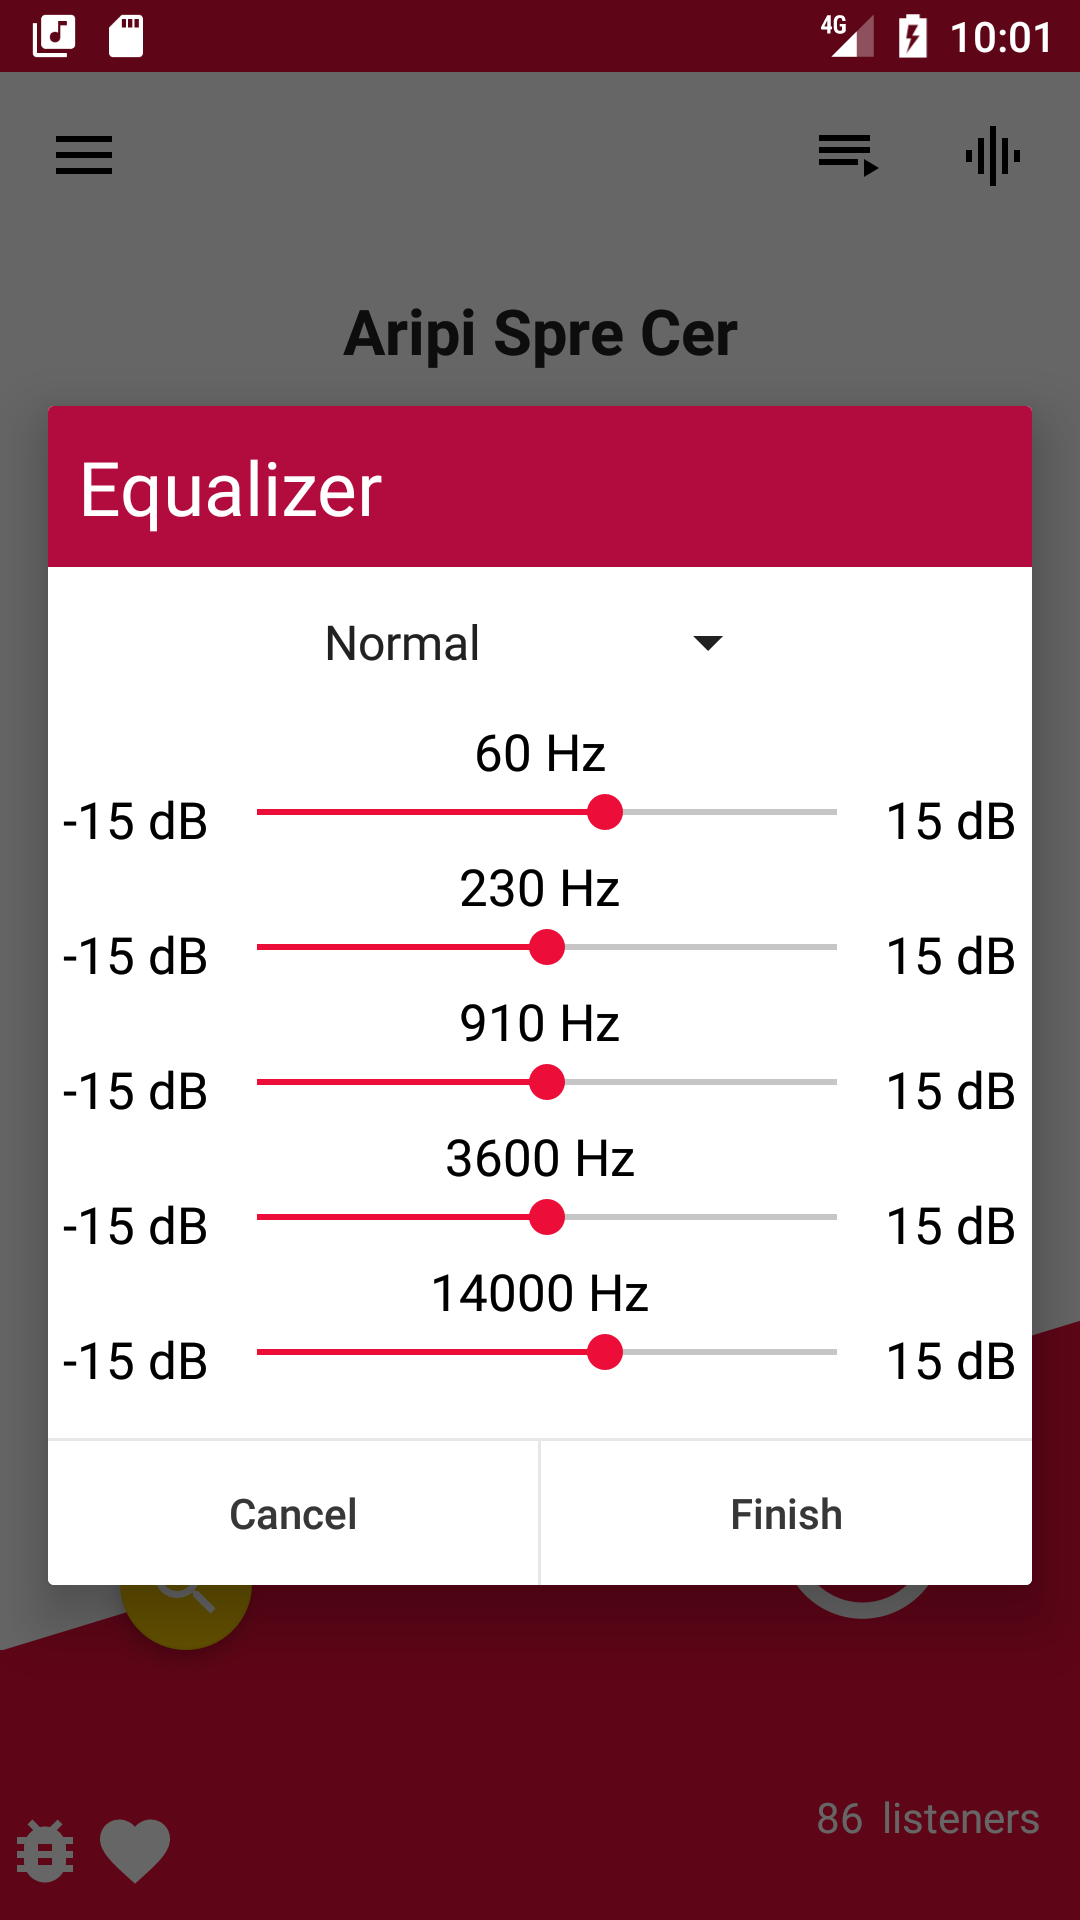 4G 10:01
Aripi Spre Cer
Equalizer
Normal
60 Hz
-15 dB 15 dB
230 Hz
-15 dB 15 dB
910 Hz
-15 dB 15 dB
3600 Hz
-15 dB 15 dB
14000 Hz
-15 dB 15 dB
Cancel Finish
86 listeners